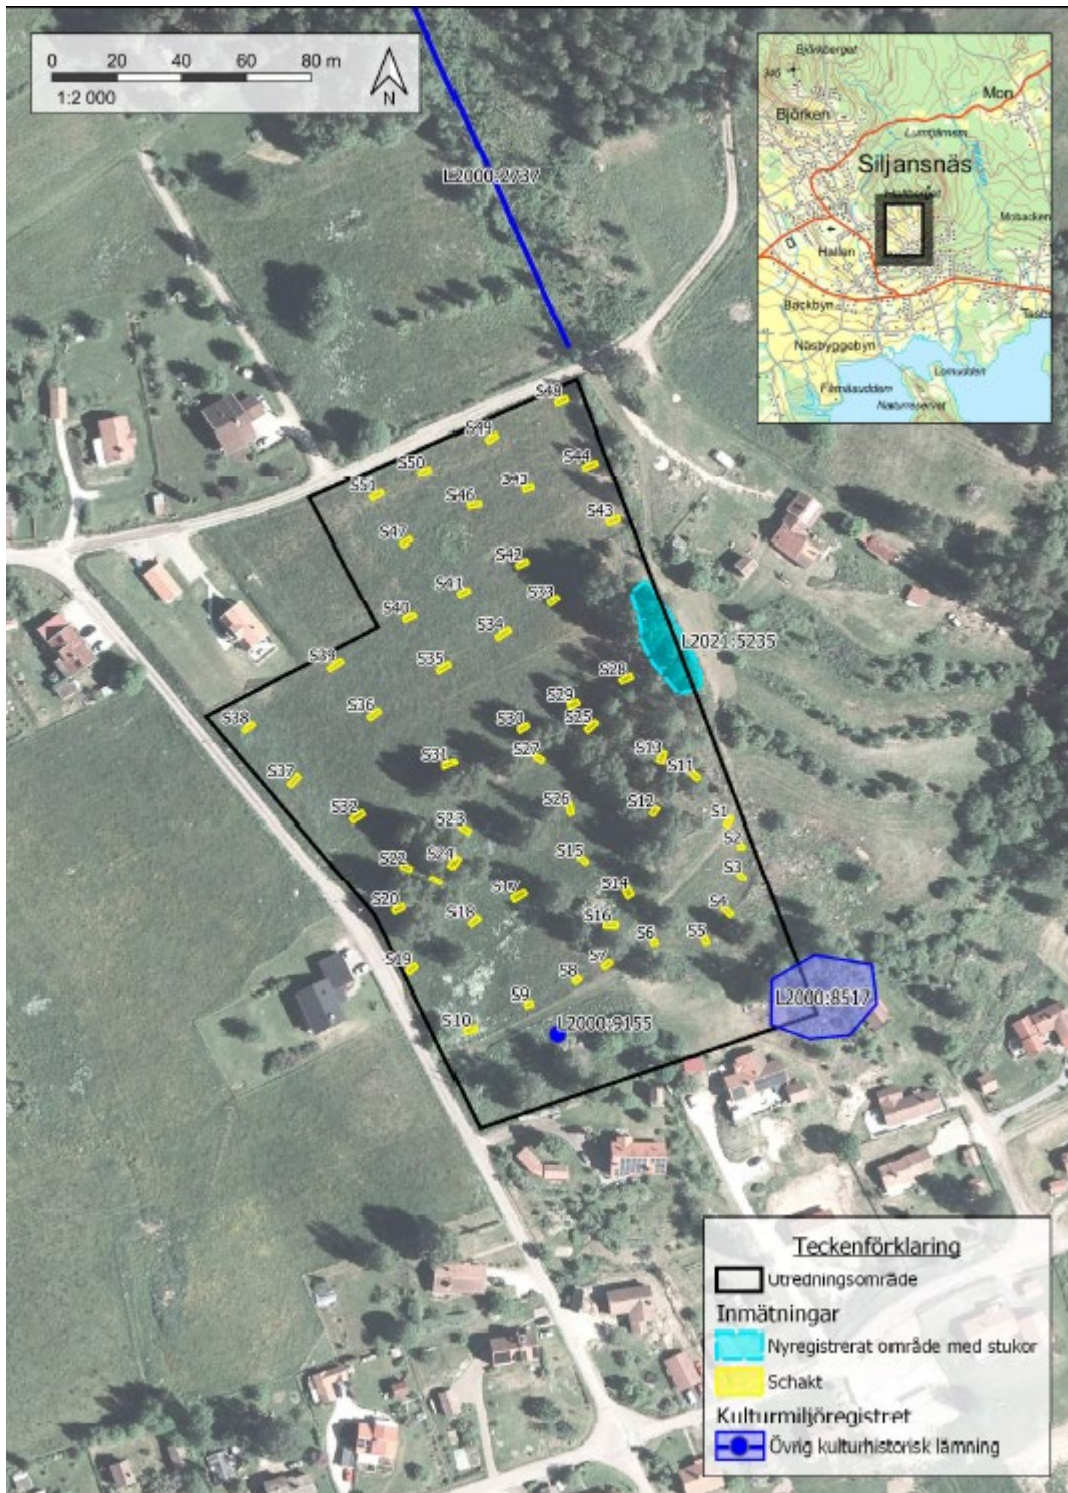 0 20 40 60 80 m
1:2 000
N
Björkberget
Mon
Björken
Lumtjärnen
Siljansnäs
Hallen
Mobacken
Backbyn
Näsbyggebyn
Lomudden
Naturreservat
L2000:2737
S48
S49
S50
S44
S51
S46
S43
S47
S42
S41
S33
S40
S34
L2021:5235
S39
S35
S28
S29
S36
S38
S30
S25
S27
S13
S31
S11
S37
S26
S12
S32
S1
S23
S2
S15
S24
S22
S3
S14
S17
S20
S4
S18
S16
S6
S5
S19
S7
S8
L2000:8517
S9
S10
L2000:9155
Teckenförklaring
Utredningsområde
Inmätningar
Nyregistrerat område med stukor
Schakt
Kulturmiljöregistret
Övrig kulturhistorisk lämning